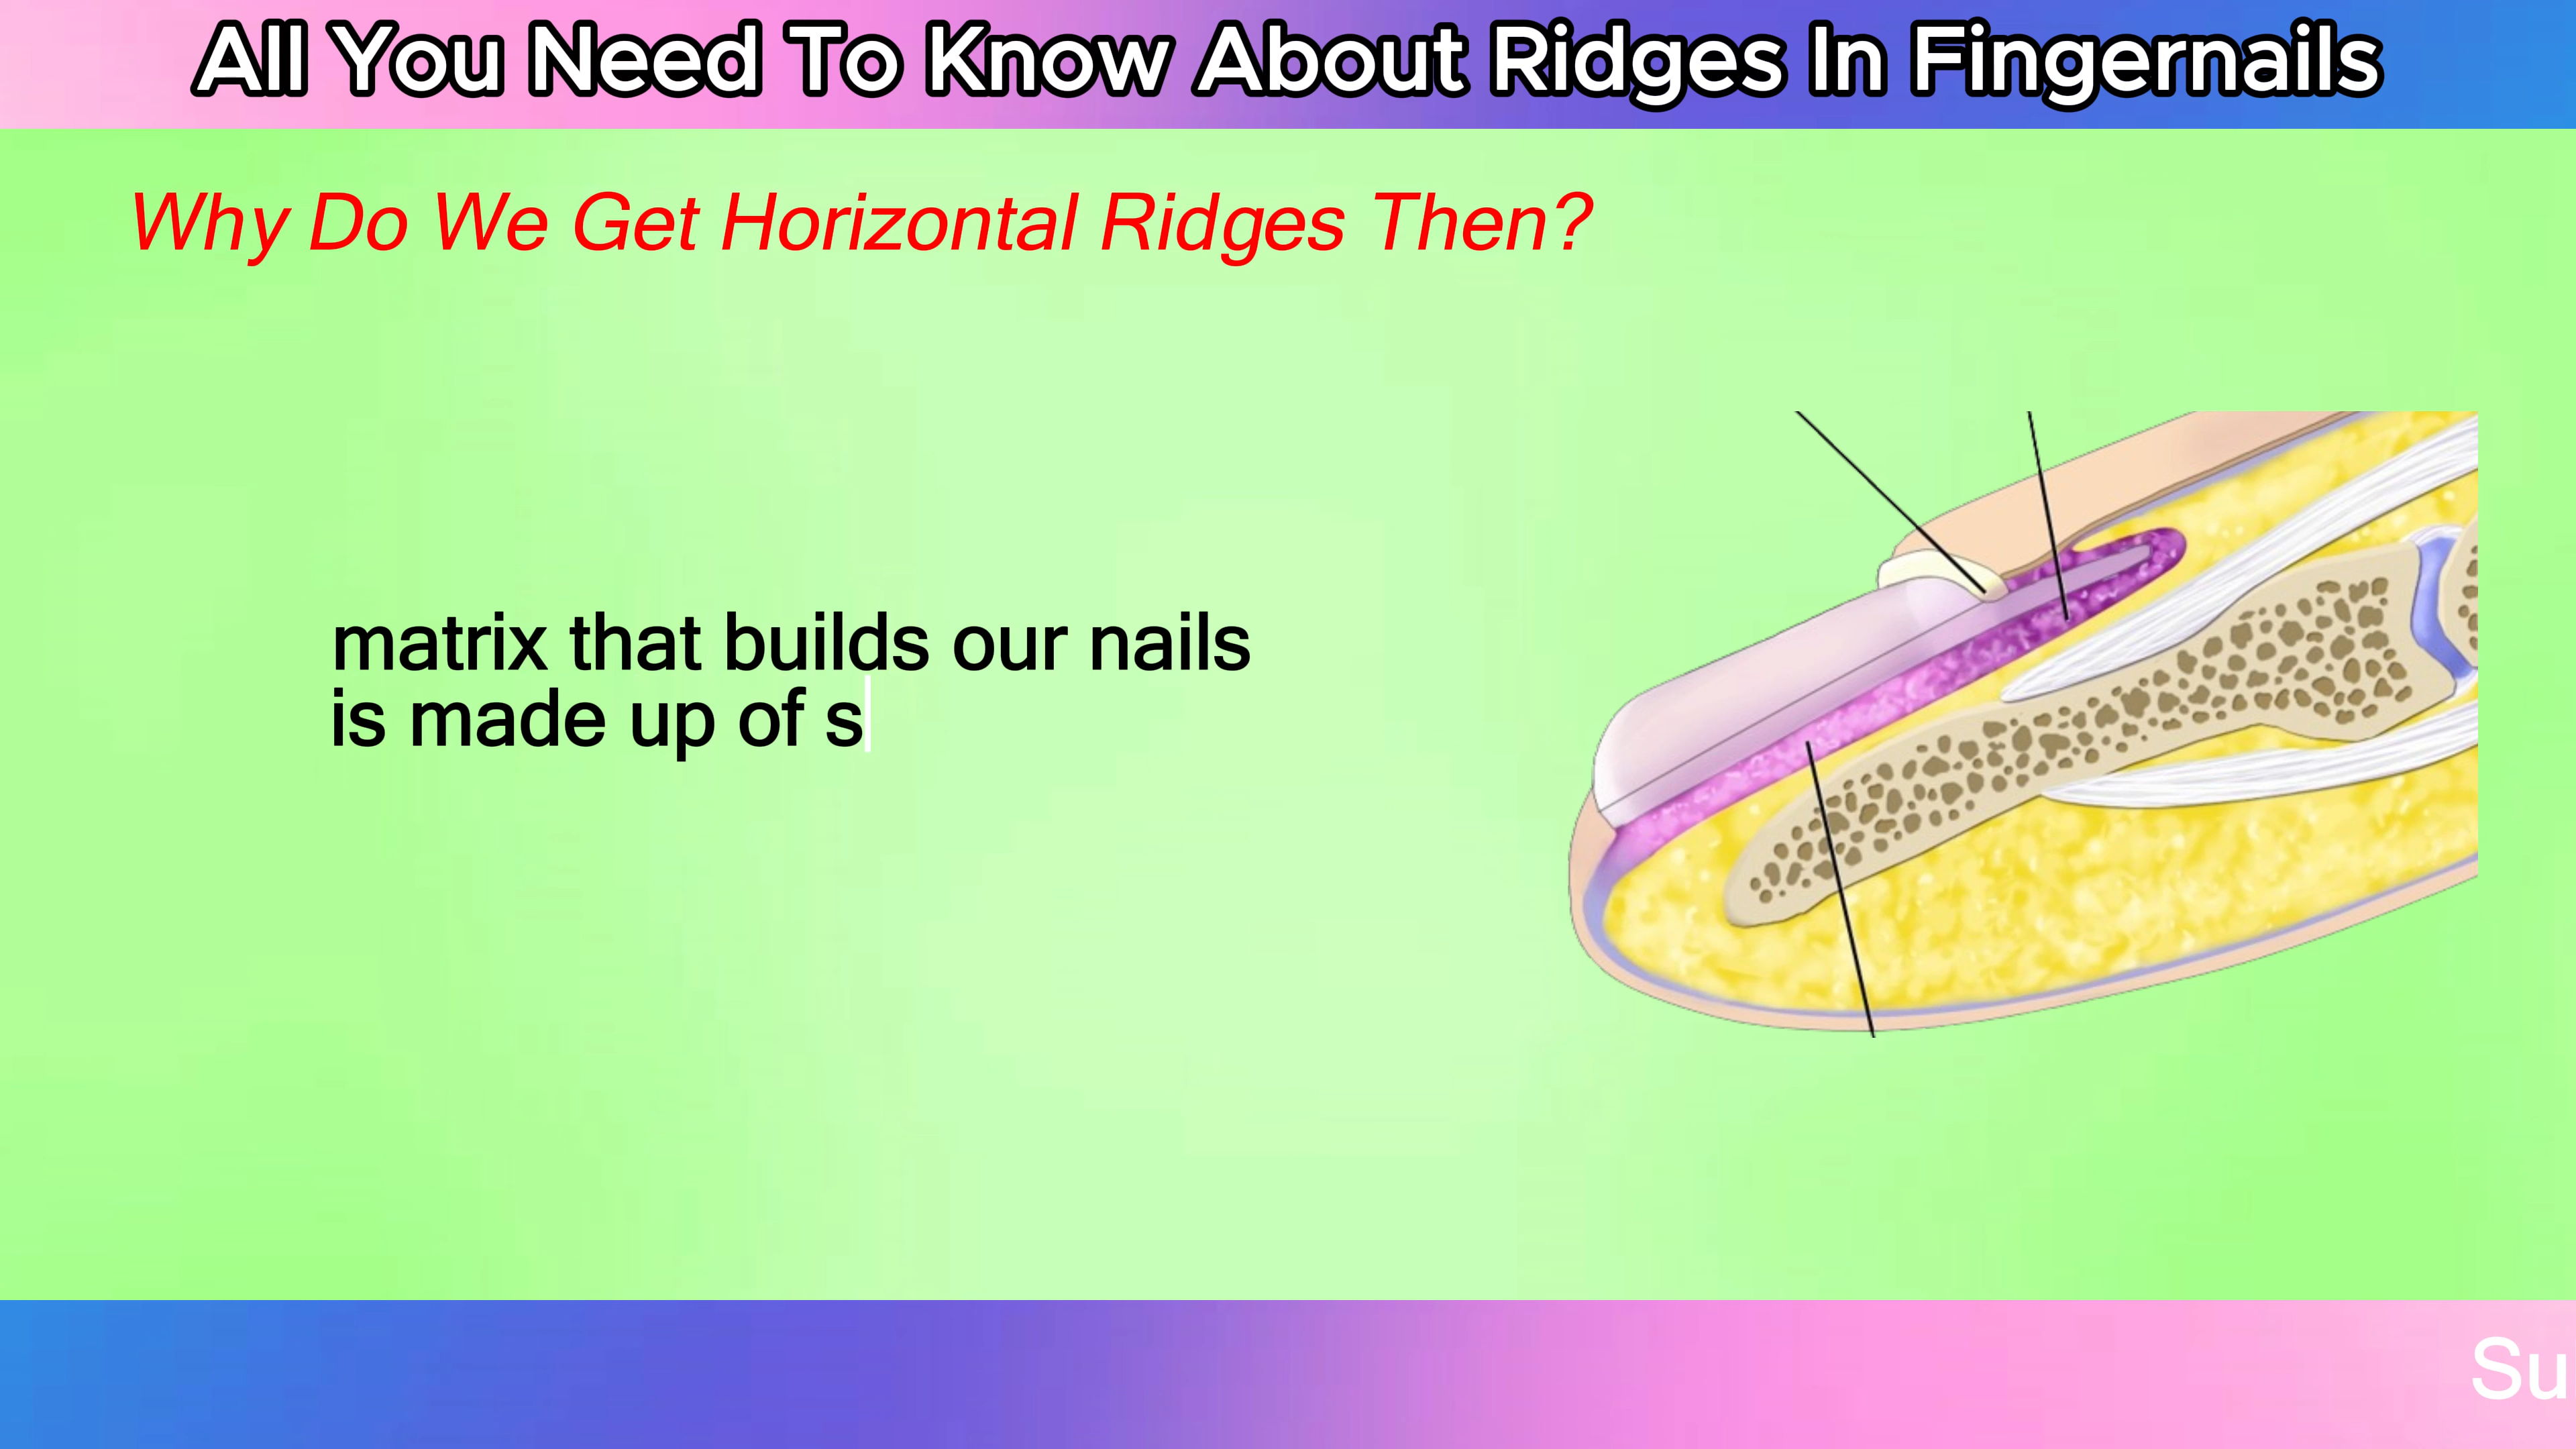 All You Need To Know About Ridges In Fingernails
Why Do We Get Horizontal Ridges Then?
matrix that builds our nails
is made up of s
Su